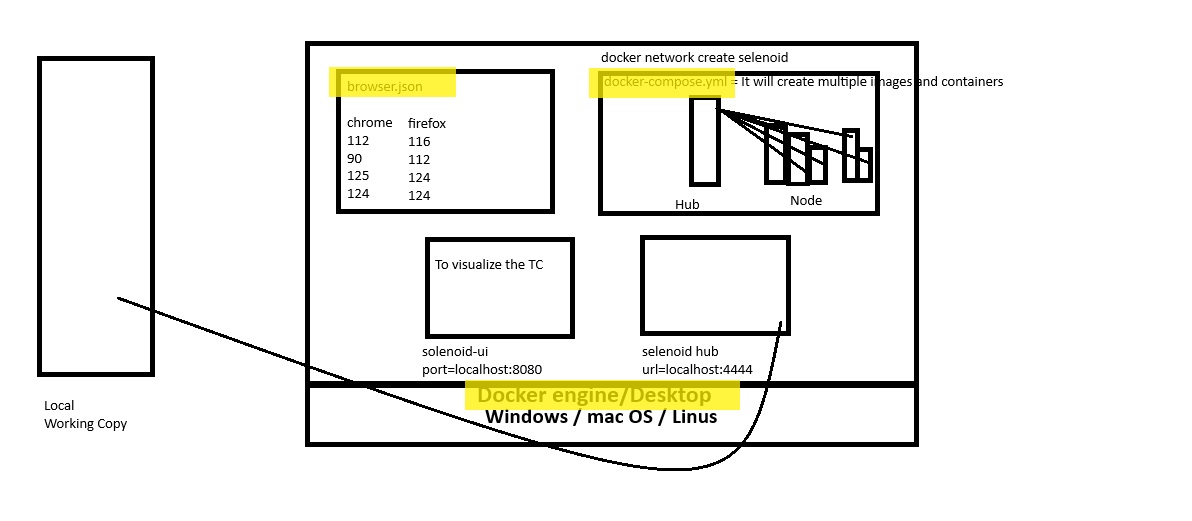 docker network create selenoid
browser.json
docker-compose.yml = It will create multiple images and containers
chrome firefox
112 116
90 112
125 124
124 124
Hub
Node
To visualize the TC
solenoid-ui
port=localhost:8080
selenoid hub
url=localhost:4444
Docker engine/Desktop
Windows / mac OS / Linus
Local
Working Copy